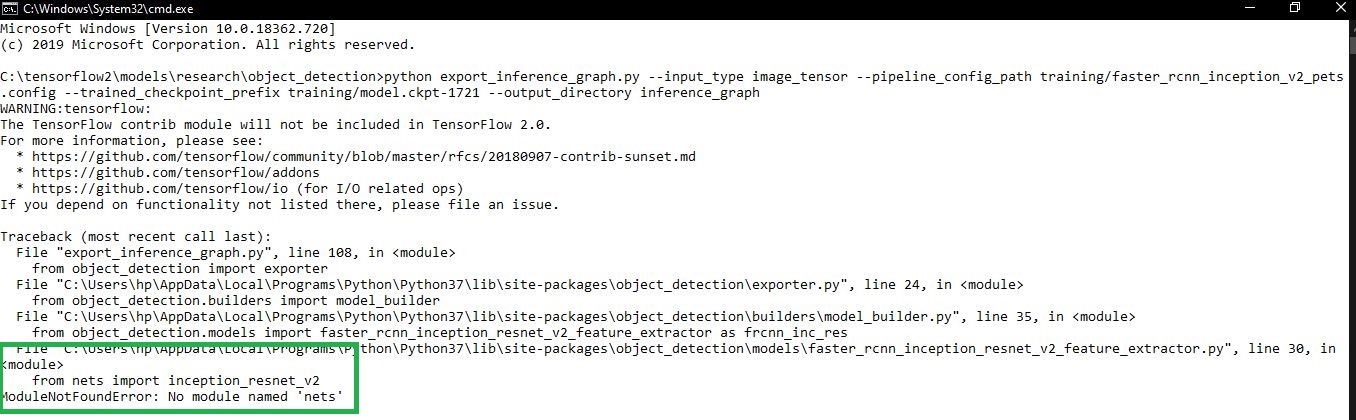 C:\Windows\System32\cmd.exe
Microsoft Windows [Version 10.0.18362.720]
(c) 2019 Microsoft Corporation. All rights reserved.
C:\tensorflow2\models\research\object_detection>python export_inference_graph.py --input_type image_tensor --pipeline_config_path training/faster_rcnn_inception_v2_pets
.config --trained_checkpoint_prefix training/model.ckpt-1721 --output_directory inference_graph
WARNING:tensorflow:
The TensorFlow contrib module will not be included in TensorFlow 2.0.
For more information, please see:
* https://github.com/tensorflow/community/blob/master/rfcs/20180907-contrib-sunset.md
* https://github.com/tensorflow/addons
* https://github.com/tensorflow/io (for I/O related ops)
If you depend on functionality not listed there, please file an issue.
Traceback (most recent call last):
File "export_inference_graph.py", line 108, in <module>
from object_detection import exporter
File "C:\Users\hp\AppData\Local\Programs\Python\Python37\lib\site-packages\object_detection\exporter.py", line 24, in <module>
from object_detection.builders import model_builder
File "C:\Users\hp\AppData\Local\Programs\Python\Python37\lib\site-packages\object_detection\builders\model_builder.py", line 35, in <module>
from object_detection.models import faster_rcnn_inception_resnet_v2_feature_extractor as frcnn_inc_res
File "C:\Users\hp\AppData\Local\Programs\Python\Python37\lib\site-packages\object_detection\models\faster_rcnn_inception_resnet_v2_feature_extractor.py", line 30, in
<module>
from nets import inception_resnet_v2
ModuleNotFoundError: No module named 'nets'